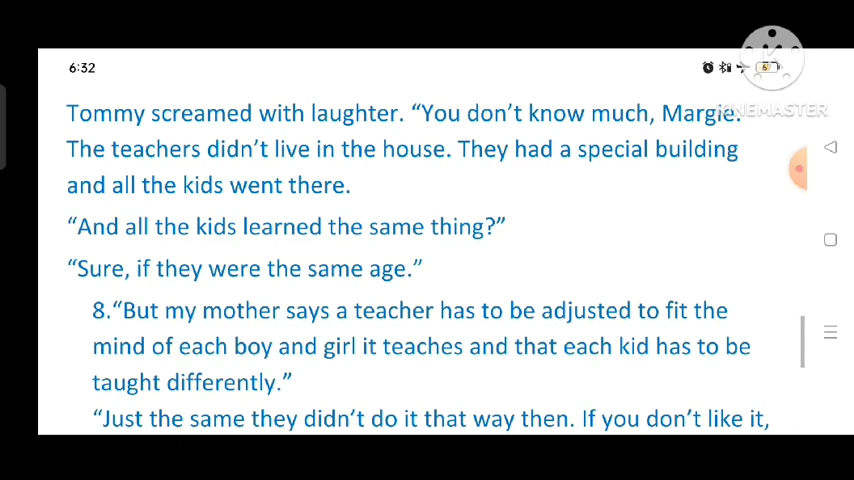 6:32
67
KINEMASTER
Tommy screamed with laughter. “You don’t know much, Margie.
The teachers didn’t live in the house. They had a special building
and all the kids went there.
“And all the kids learned the same thing?”
“Sure, if they were the same age.”
8.“But my mother says a teacher has to be adjusted to fit the
mind of each boy and girl it teaches and that each kid has to be
taught differently.”
“Just the same they didn’t do it that way then. If you don’t like it,